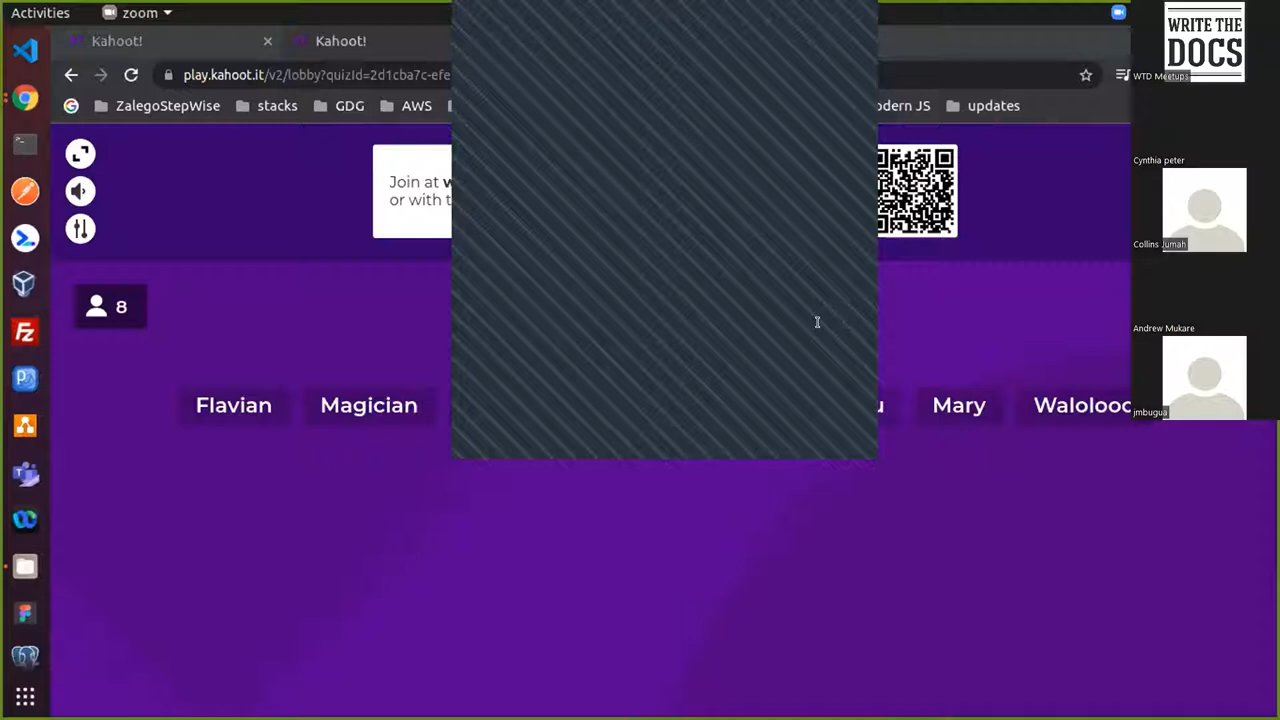 Activities
zoom
Kahoot!
Kahoot!
play.kahoot.it/v2/lobby?quizId=2d1cba7c-efe
ZalegoStepWise
stacks
GDG
AWS
odern JS
updates
WRITE THE
DOCS
WTD Meetups
Join at w
or with t
Cynthia peter
8
Collins Jumah
Andrew Mukare
Flavian
Magician
u
Mary
Walolooo
jmbugua